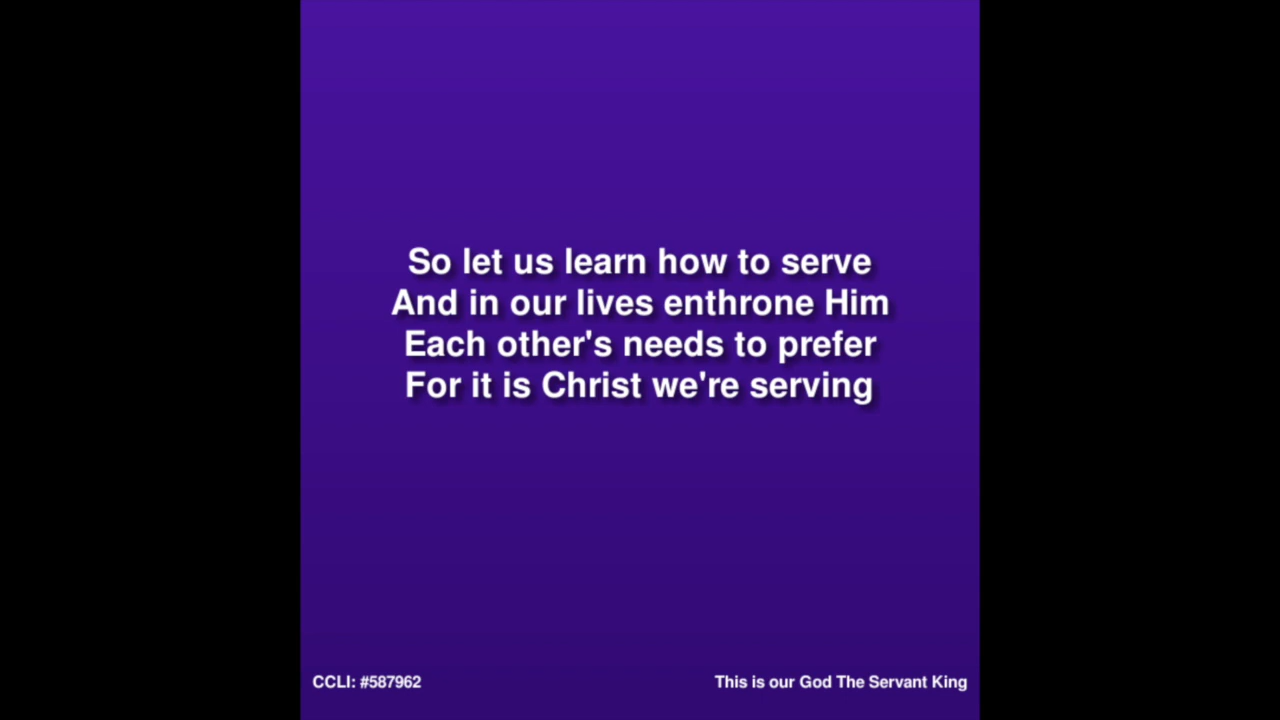 So let us learn how to serve
And in our lives enthrone Him
Each other's needs to prefer
For it is Christ we're serving
CCLI: #587962
This is our God The Servant King